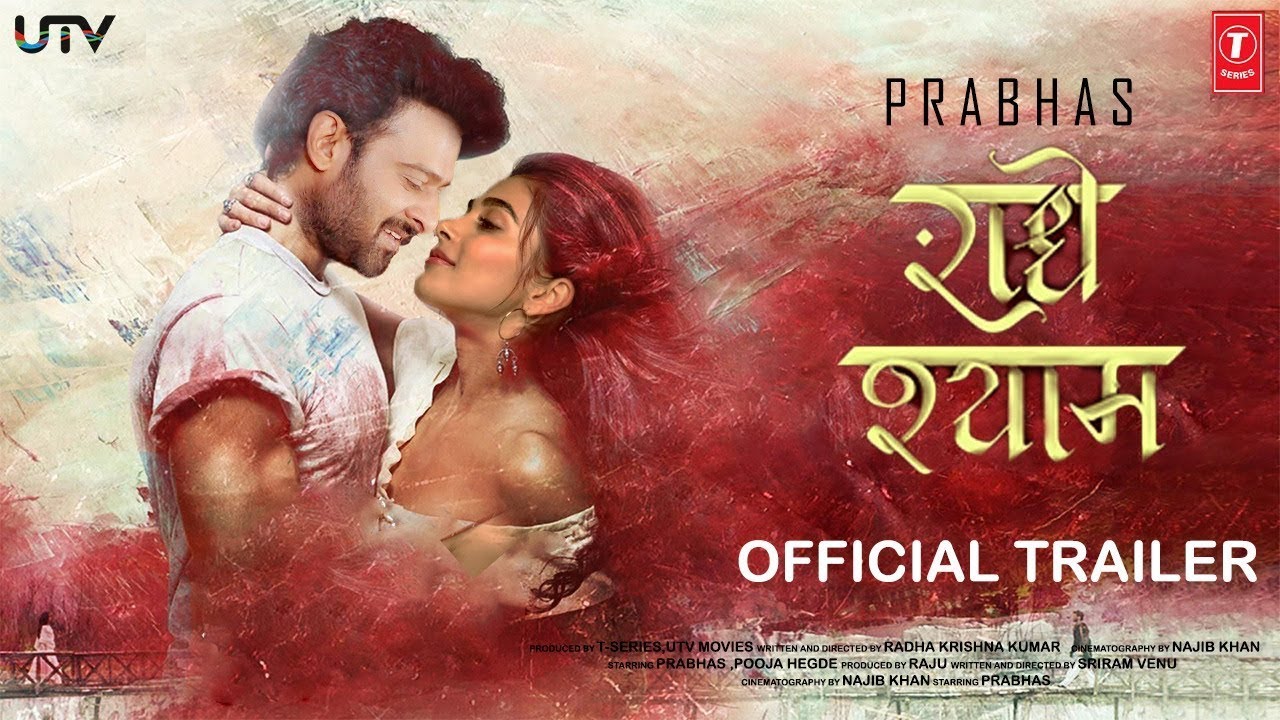 UTV
T
SERIES
PRABHAS
राधे
श्याम
OFFICIAL TRAILER
PRODUCED BY T-SERIES,UTV MOVIES WRITTEN AND DIRECTED BY RADHA KRISHNA KUMAR CINEMATOGRAPHY BY NAJIB KHAN
STARRING PRABHAS ,POOJA HEGDE PRODUCED BY RAJU WRITTEN AND DIRECTED BY SRIRAM VENU
CINEMATOGRAPHY BY NAJIB KHAN STARRING PRABHAS